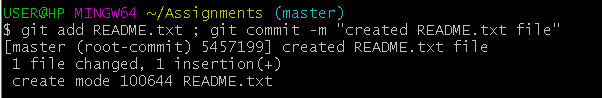 USER@HP MINGW64 ~/Assignments (master)
$ git add README.txt ; git commit -m "created README.txt file"
[master (root-commit) 5457199] created README.txt file
 1 file changed, 1 insertion(+)
 create mode 100644 README.txt